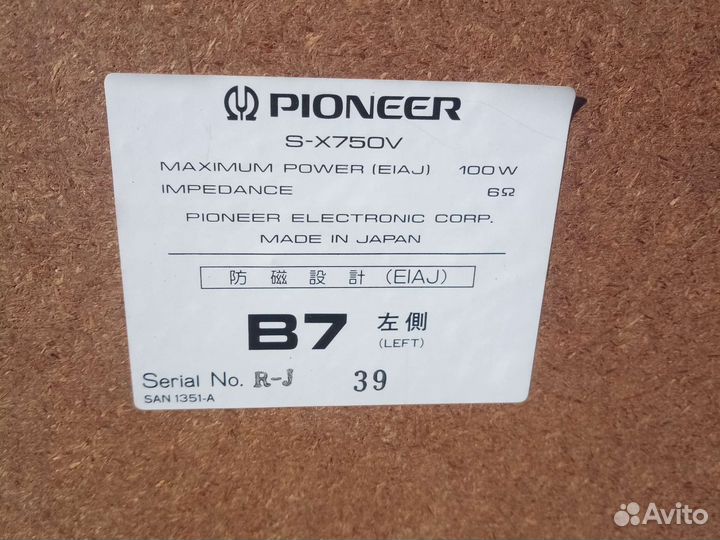 PIONEER
S-X750V
MAXIMUM POWER (EIAJ) 100W
IMPEDANCE 6Ω
PIONEER ELECTRONIC CORP.
MADE IN JAPAN
防磁設計 (EIAJ)
B7 左側
(LEFT)
Serial No. R-J 39
SAN 1351-A
Avito